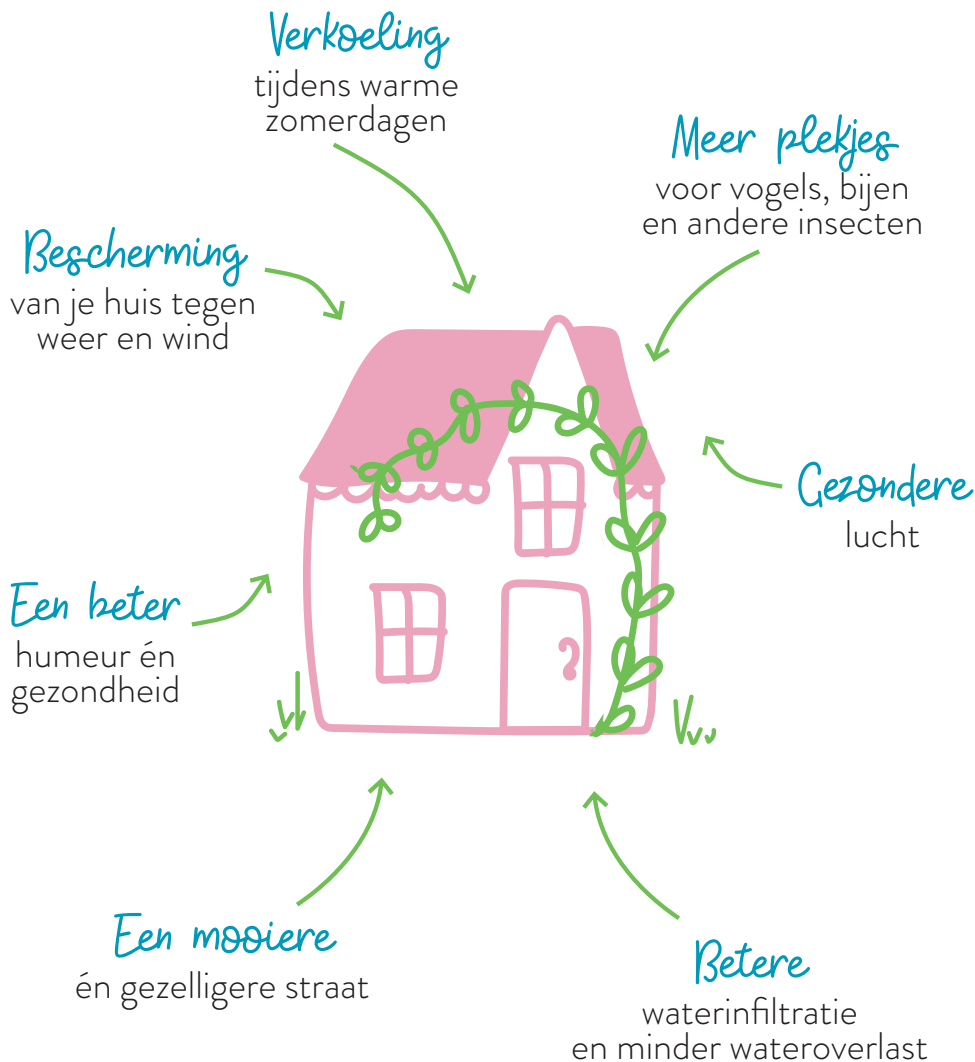 Verkoeling
tijdens warme
zomerdagen
Meer plekjes
voor vogels, bijen
en andere insecten
Bescherming
van je huis tegen
weer en wind
Gezondere
lucht
Een beter
humeur én
gezondheid
Een mooiere
én gezelligere straat
Betere
waterinfiltratie
en minder wateroverlast